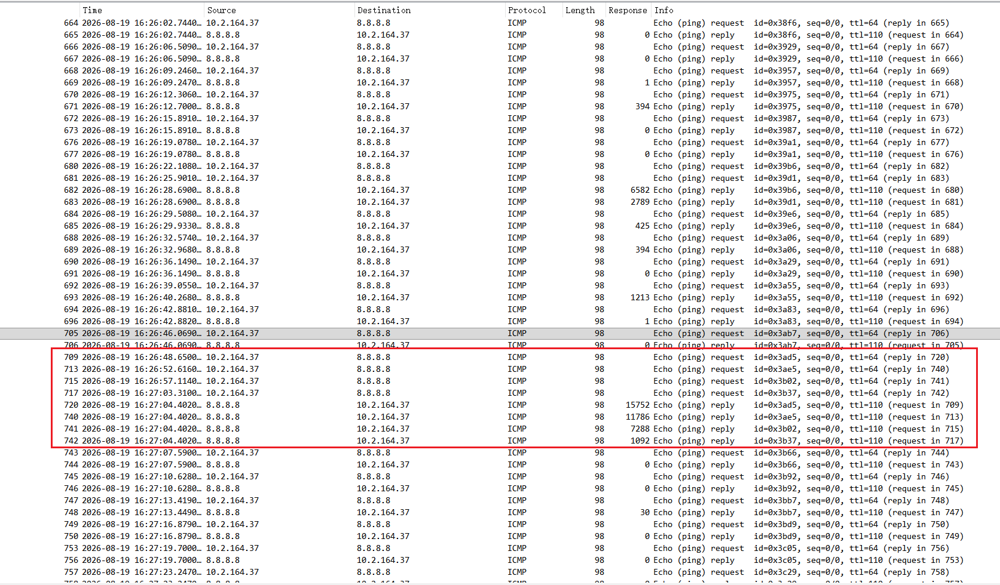 Time Source Destination Protocol Length Response Info
664 2026-08-19 16:26:02.7440… 10.2.164.37 8.8.8.8 ICMP 98 Echo (ping) request id=0x38f6, seq=0/0, ttl=64 (reply in 665)
665 2026-08-19 16:26:02.7440… 8.8.8.8 10.2.164.37 ICMP 98 0 Echo (ping) reply id=0x38f6, seq=0/0, ttl=110 (request in 664)
666 2026-08-19 16:26:06.5090… 10.2.164.37 8.8.8.8 ICMP 98 Echo (ping) request id=0x3929, seq=0/0, ttl=64 (reply in 667)
667 2026-08-19 16:26:06.5090… 8.8.8.8 10.2.164.37 ICMP 98 0 Echo (ping) reply id=0x3929, seq=0/0, ttl=110 (request in 666)
668 2026-08-19 16:26:09.2460… 10.2.164.37 8.8.8.8 ICMP 98 Echo (ping) request id=0x3957, seq=0/0, ttl=64 (reply in 669)
669 2026-08-19 16:26:09.2470… 8.8.8.8 10.2.164.37 ICMP 98 1 Echo (ping) reply id=0x3957, seq=0/0, ttl=110 (request in 668)
670 2026-08-19 16:26:12.3060… 10.2.164.37 8.8.8.8 ICMP 98 Echo (ping) request id=0x3975, seq=0/0, ttl=64 (reply in 671)
671 2026-08-19 16:26:12.7000… 8.8.8.8 10.2.164.37 ICMP 98 394 Echo (ping) reply id=0x3975, seq=0/0, ttl=110 (request in 670)
672 2026-08-19 16:26:15.8910… 10.2.164.37 8.8.8.8 ICMP 98 Echo (ping) request id=0x3987, seq=0/0, ttl=64 (reply in 673)
673 2026-08-19 16:26:15.8910… 8.8.8.8 10.2.164.37 ICMP 98 0 Echo (ping) reply id=0x3987, seq=0/0, ttl=110 (request in 672)
676 2026-08-19 16:26:19.0780… 10.2.164.37 8.8.8.8 ICMP 98 Echo (ping) request id=0x39a1, seq=0/0, ttl=64 (reply in 677)
677 2026-08-19 16:26:19.0780… 8.8.8.8 10.2.164.37 ICMP 98 0 Echo (ping) reply id=0x39a1, seq=0/0, ttl=110 (request in 676)
680 2026-08-19 16:26:22.1080… 10.2.164.37 8.8.8.8 ICMP 98 Echo (ping) request id=0x39b6, seq=0/0, ttl=64 (reply in 682)
681 2026-08-19 16:26:25.9010… 10.2.164.37 8.8.8.8 ICMP 98 Echo (ping) request id=0x39d1, seq=0/0, ttl=64 (reply in 683)
682 2026-08-19 16:26:28.6900… 8.8.8.8 10.2.164.37 ICMP 98 6582 Echo (ping) reply id=0x39b6, seq=0/0, ttl=110 (request in 680)
683 2026-08-19 16:26:28.6900… 8.8.8.8 10.2.164.37 ICMP 98 2789 Echo (ping) reply id=0x39d1, seq=0/0, ttl=110 (request in 681)
684 2026-08-19 16:26:29.5080… 10.2.164.37 8.8.8.8 ICMP 98 Echo (ping) request id=0x39e6, seq=0/0, ttl=64 (reply in 685)
685 2026-08-19 16:26:29.9330… 8.8.8.8 10.2.164.37 ICMP 98 425 Echo (ping) reply id=0x39e6, seq=0/0, ttl=110 (request in 684)
688 2026-08-19 16:26:32.5740… 10.2.164.37 8.8.8.8 ICMP 98 Echo (ping) request id=0x3a06, seq=0/0, ttl=64 (reply in 689)
689 2026-08-19 16:26:32.9680… 8.8.8.8 10.2.164.37 ICMP 98 394 Echo (ping) reply id=0x3a06, seq=0/0, ttl=110 (request in 688)
690 2026-08-19 16:26:36.1490… 10.2.164.37 8.8.8.8 ICMP 98 Echo (ping) request id=0x3a29, seq=0/0, ttl=64 (reply in 691)
691 2026-08-19 16:26:36.1490… 8.8.8.8 10.2.164.37 ICMP 98 0 Echo (ping) reply id=0x3a29, seq=0/0, ttl=110 (request in 690)
692 2026-08-19 16:26:39.0550… 10.2.164.37 8.8.8.8 ICMP 98 Echo (ping) request id=0x3a55, seq=0/0, ttl=64 (reply in 693)
693 2026-08-19 16:26:40.2680… 8.8.8.8 10.2.164.37 ICMP 98 1213 Echo (ping) reply id=0x3a55, seq=0/0, ttl=110 (request in 692)
694 2026-08-19 16:26:42.8810… 10.2.164.37 8.8.8.8 ICMP 98 Echo (ping) request id=0x3a83, seq=0/0, ttl=64 (reply in 696)
696 2026-08-19 16:26:42.8820… 8.8.8.8 10.2.164.37 ICMP 98 1 Echo (ping) reply id=0x3a83, seq=0/0, ttl=110 (request in 694)
705 2026-08-19 16:26:46.0690… 10.2.164.37 8.8.8.8 ICMP 98 Echo (ping) request id=0x3ab7, seq=0/0, ttl=64 (reply in 706)
706 2026-08-19 16:26:46.0690… 8.8.8.8 10.2.164.37 ICMP 98 0 Echo (ping) reply id=0x3ab7, seq=0/0, ttl=110 (request in 705)
709 2026-08-19 16:26:48.6500… 10.2.164.37 8.8.8.8 ICMP 98 Echo (ping) request id=0x3ad5, seq=0/0, ttl=64 (reply in 720)
713 2026-08-19 16:26:52.6160… 10.2.164.37 8.8.8.8 ICMP 98 Echo (ping) request id=0x3ae5, seq=0/0, ttl=64 (reply in 740)
715 2026-08-19 16:26:57.1140… 10.2.164.37 8.8.8.8 ICMP 98 Echo (ping) request id=0x3b02, seq=0/0, ttl=64 (reply in 741)
717 2026-08-19 16:27:03.3100… 10.2.164.37 8.8.8.8 ICMP 98 Echo (ping) request id=0x3b37, seq=0/0, ttl=64 (reply in 742)
720 2026-08-19 16:27:04.4020… 8.8.8.8 10.2.164.37 ICMP 98 15752 Echo (ping) reply id=0x3ad5, seq=0/0, ttl=110 (request in 709)
740 2026-08-19 16:27:04.4020… 8.8.8.8 10.2.164.37 ICMP 98 11786 Echo (ping) reply id=0x3ae5, seq=0/0, ttl=110 (request in 713)
741 2026-08-19 16:27:04.4020… 8.8.8.8 10.2.164.37 ICMP 98 7288 Echo (ping) reply id=0x3b02, seq=0/0, ttl=110 (request in 715)
742 2026-08-19 16:27:04.4020… 8.8.8.8 10.2.164.37 ICMP 98 1092 Echo (ping) reply id=0x3b37, seq=0/0, ttl=110 (request in 717)
743 2026-08-19 16:27:07.5900… 10.2.164.37 8.8.8.8 ICMP 98 Echo (ping) request id=0x3b66, seq=0/0, ttl=64 (reply in 744)
744 2026-08-19 16:27:07.5900… 8.8.8.8 10.2.164.37 ICMP 98 0 Echo (ping) reply id=0x3b66, seq=0/0, ttl=110 (request in 743)
745 2026-08-19 16:27:10.6280… 10.2.164.37 8.8.8.8 ICMP 98 Echo (ping) request id=0x3b92, seq=0/0, ttl=64 (reply in 746)
746 2026-08-19 16:27:10.6280… 8.8.8.8 10.2.164.37 ICMP 98 0 Echo (ping) reply id=0x3b92, seq=0/0, ttl=110 (request in 745)
747 2026-08-19 16:27:13.4190… 10.2.164.37 8.8.8.8 ICMP 98 Echo (ping) request id=0x3bb7, seq=0/0, ttl=64 (reply in 748)
748 2026-08-19 16:27:13.4490… 8.8.8.8 10.2.164.37 ICMP 98 30 Echo (ping) reply id=0x3bb7, seq=0/0, ttl=110 (request in 747)
749 2026-08-19 16:27:16.8790… 10.2.164.37 8.8.8.8 ICMP 98 Echo (ping) request id=0x3bd9, seq=0/0, ttl=64 (reply in 750)
750 2026-08-19 16:27:16.8790… 8.8.8.8 10.2.164.37 ICMP 98 0 Echo (ping) reply id=0x3bd9, seq=0/0, ttl=110 (request in 749)
753 2026-08-19 16:27:19.7000… 10.2.164.37 8.8.8.8 ICMP 98 Echo (ping) request id=0x3c05, seq=0/0, ttl=64 (reply in 756)
756 2026-08-19 16:27:19.7000… 8.8.8.8 10.2.164.37 ICMP 98 0 Echo (ping) reply id=0x3c05, seq=0/0, ttl=110 (request in 753)
757 2026-08-19 16:27:23.2470… 10.2.164.37 8.8.8.8 ICMP 98 Echo (ping) request id=0x3c29, seq=0/0, ttl=64 (reply in 758)